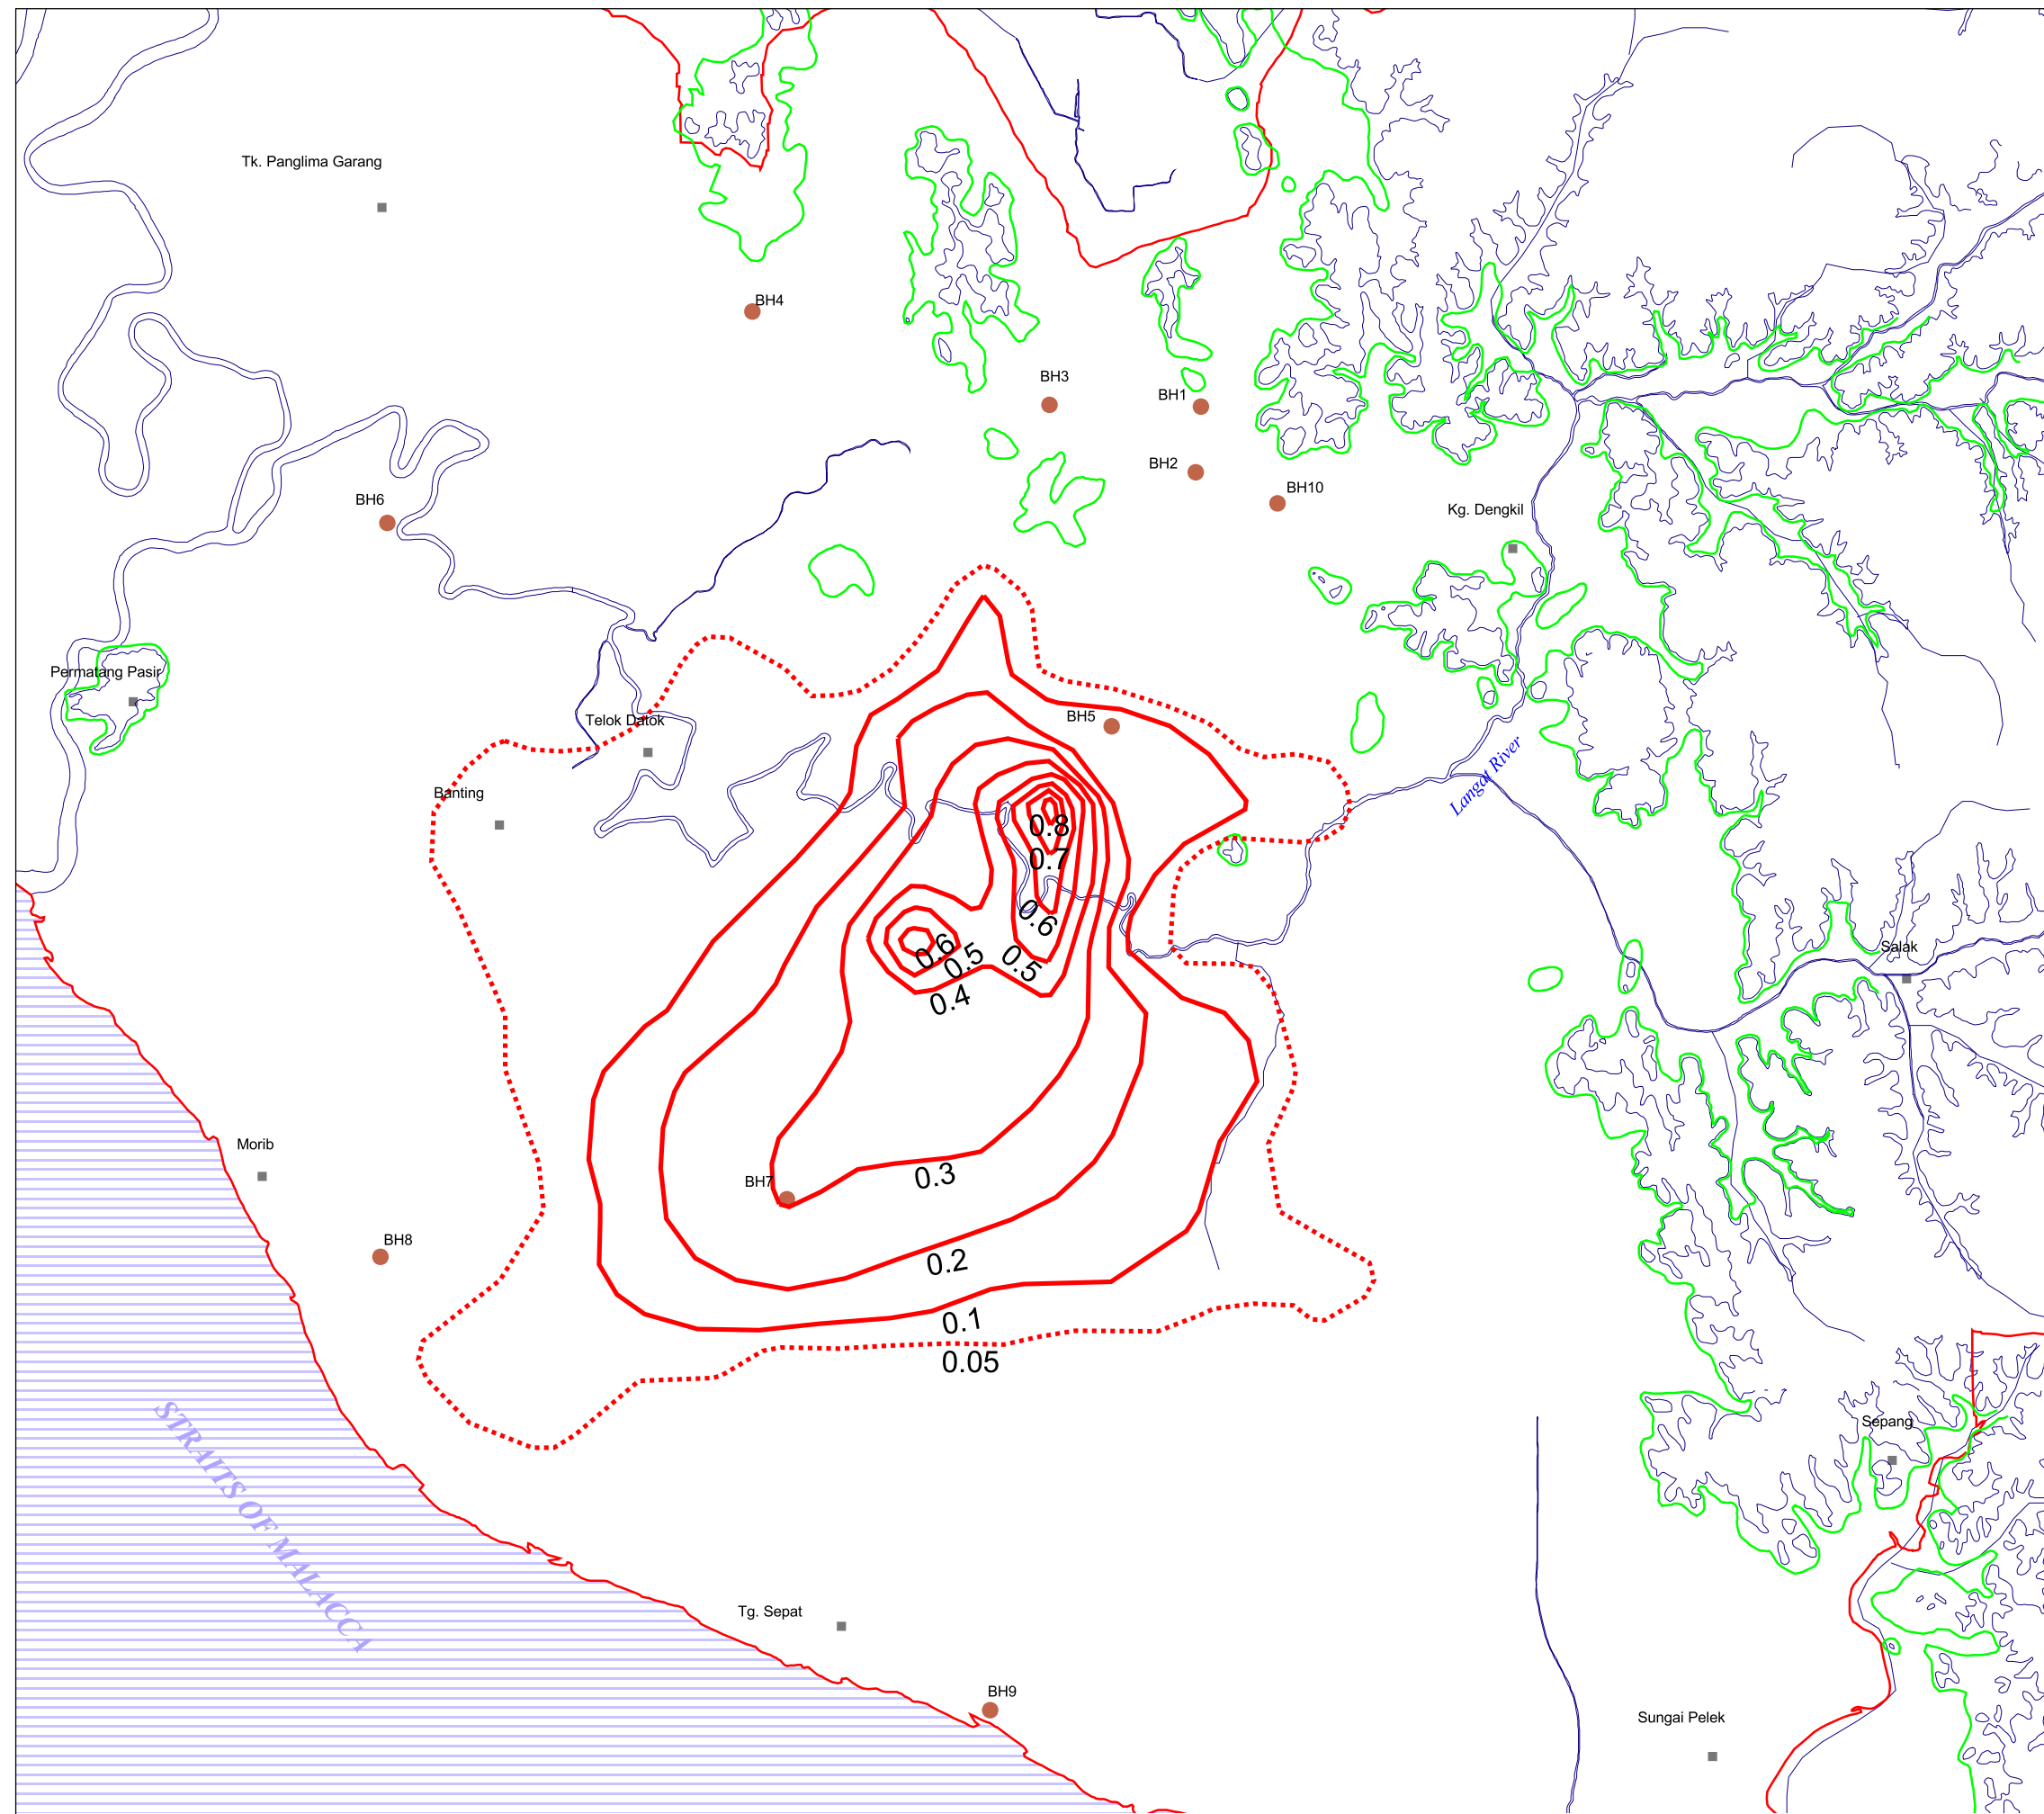 Tk. Panglima Garang
BH4
BH3
BH1
BH2
BH10
BH6
Kg. Dengkil
Permatang Pasir
Telok Datok
BH5
Langat River
Banting
0.8
0.7
0.6
0.6
0.5
0.5
0.4
Salak
Morib
BH7
0.3
BH8
0.2
0.1
0.05
STRAITS OF MALACCA
Sepang
Tg. Sepat
BH9
Sungai Pelek